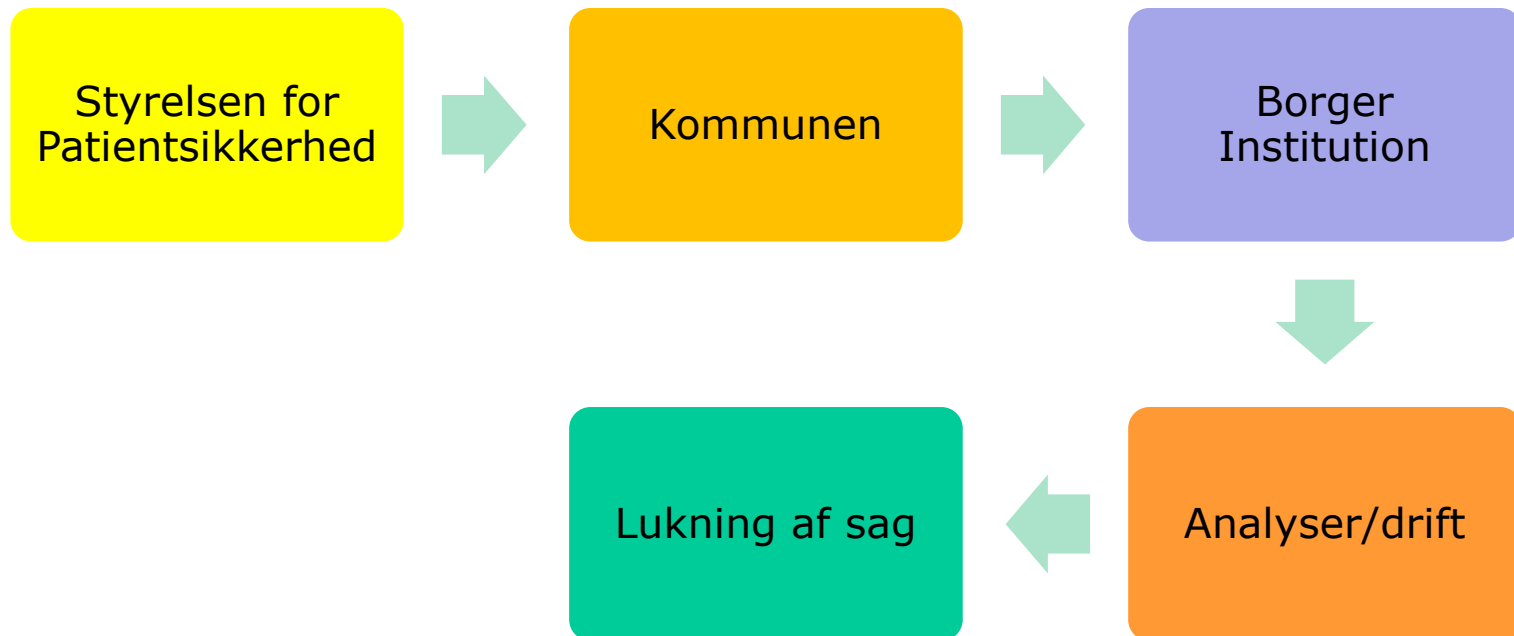 Styrelsen for
Patientsikkerhed
Kommunen
Borger
Institution
Analyser/drift
Lukning af sag